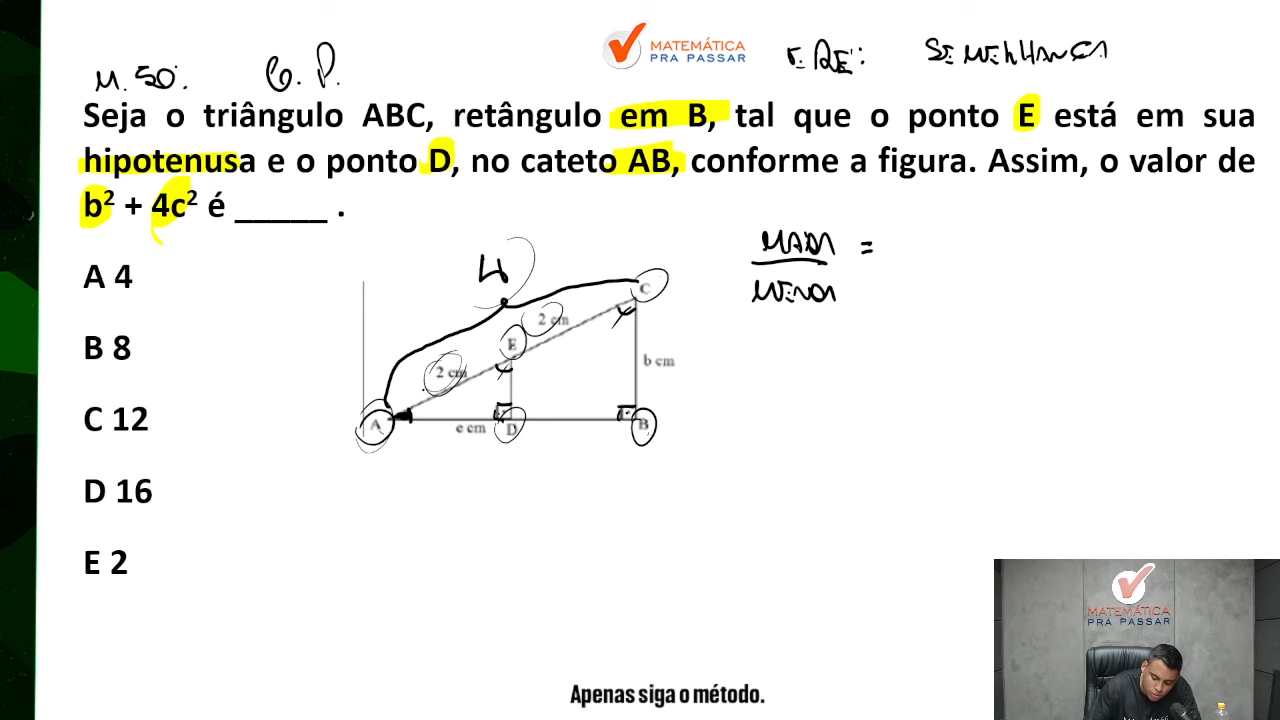 MATEMÁTICA
PRA PASSAR
M. 50. SEMELHANÇA
Seja o triângulo ABC, retângulo em B, tal que o ponto E está em sua
hipotenusa e o ponto D, no cateto AB, conforme a figura. Assim, o valor de
b² + 4c² é _____ .
A 4
B 8
C 12
D 16
E 2
4
C
2 cm
E
b cm
2 cm
A
c cm
D
B
MAIOR =
MENOR
MATEMÁTICA
PRA PASSAR
Apenas siga o método.